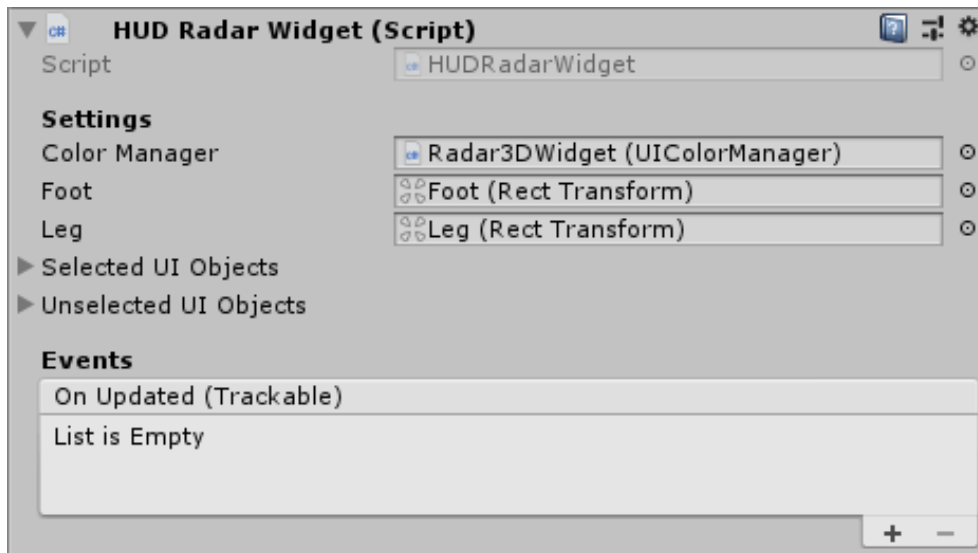 HUD Radar Widget (Script)
Script HUDRadarWidget
Settings
Color Manager Radar3DWidget (UIColorManager)
Foot Foot (Rect Transform)
Leg Leg (Rect Transform)
Selected UI Objects
Unselected UI Objects
Events
On Updated (Trackable)
List is Empty